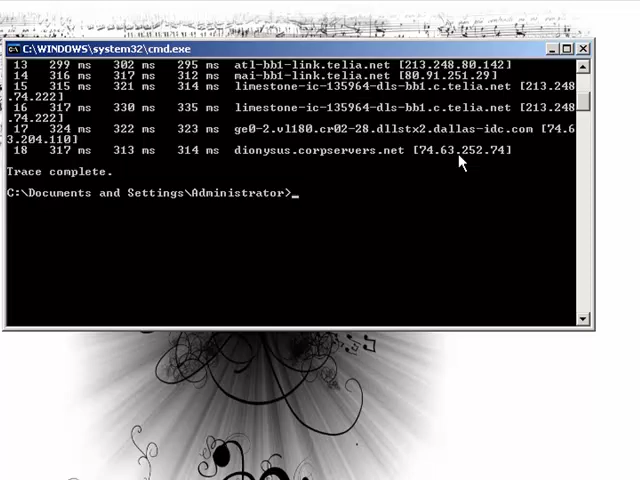 C:\WINDOWS\system32\cmd.exe
13 299 ms 302 ms 295 ms atl-bb1-link.telia.net [213.248.80.142]
14 316 ms 317 ms 312 ms mai-bb1-link.telia.net [80.91.251.29]
15 315 ms 321 ms 314 ms limestone-ic-135964-dls-bb1.c.telia.net [213.248
.74.222]
16 317 ms 330 ms 335 ms limestone-ic-135964-dls-bb1.c.telia.net [213.248
.74.222]
17 324 ms 322 ms 323 ms ge0-2.vl180.cr02-28.dllstx2.dallas-idc.com [74.6
3.204.110]
18 317 ms 313 ms 314 ms dionysus.corpservers.net [74.63.252.74]
Trace complete.
C:\Documents and Settings\Administrator>_